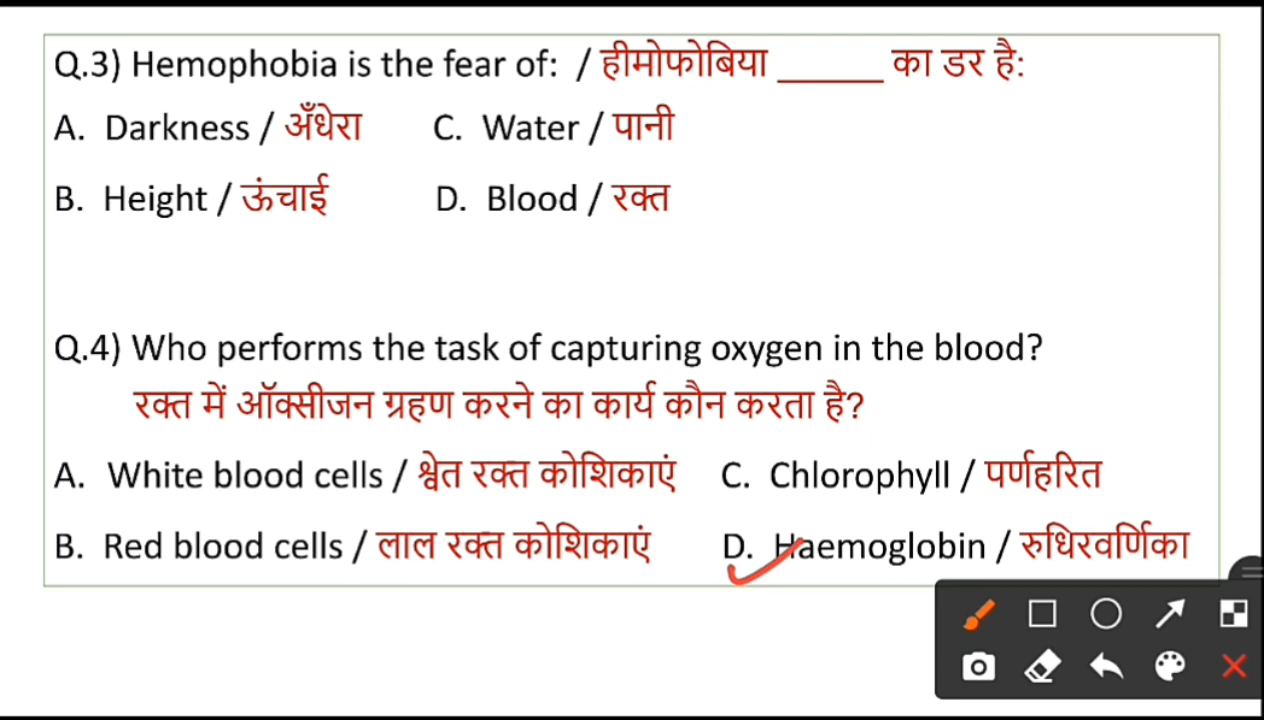 Q.3) Hemophobia is the fear of: / हीमोफोबिया ______ का डर है:
A. Darkness / अँधेरा C. Water / पानी
B. Height / ऊंचाई D. Blood / रक्त
Q.4) Who performs the task of capturing oxygen in the blood?
रक्त में ऑक्सीजन ग्रहण करने का कार्य कौन करता है?
A. White blood cells / श्वेत रक्त कोशिकाएं C. Chlorophyll / पर्णहरित
B. Red blood cells / लाल रक्त कोशिकाएं D. Haemoglobin / रुधिरवर्णिका